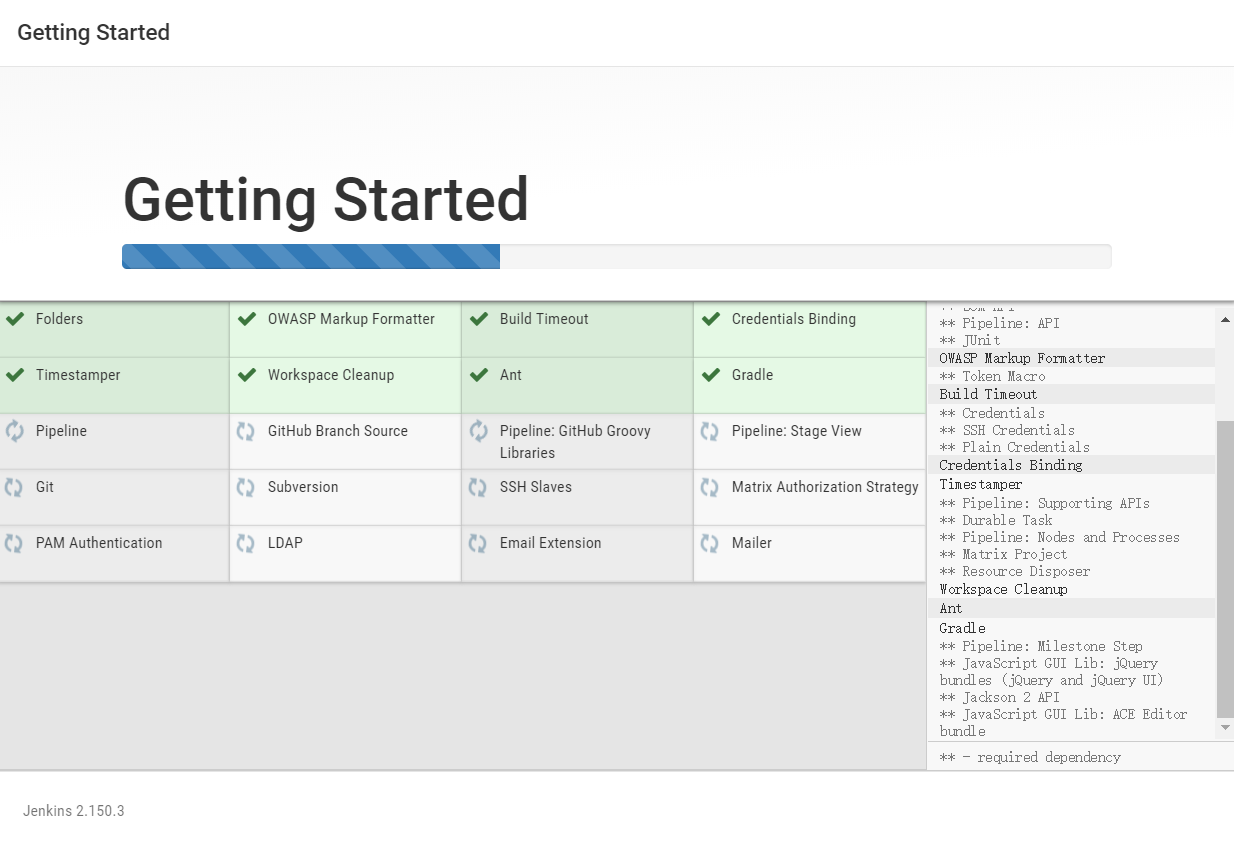 Getting Started
Getting Started
Folders
OWASP Markup Formatter
Build Timeout
Credentials Binding
Timestamper
Workspace Cleanup
Ant
Gradle
Pipeline
GitHub Branch Source
Pipeline: GitHub Groovy
Libraries
Pipeline: Stage View
Git
Subversion
SSH Slaves
Matrix Authorization Strategy
PAM Authentication
LDAP
Email Extension
Mailer
** Pipeline: API
** JUnit
OWASP Markup Formatter
** Token Macro
Build Timeout
** Credentials
** SSH Credentials
** Plain Credentials
Credentials Binding
Timestamper
** Pipeline: Supporting APIs
** Durable Task
** Pipeline: Nodes and Processes
** Matrix Project
** Resource Disposer
Workspace Cleanup
Ant
Gradle
** Pipeline: Milestone Step
** JavaScript GUI Lib: jQuery
bundles (jQuery and jQuery UI)
** Jackson 2 API
** JavaScript GUI Lib: ACE Editor
bundle
** - required dependency
Jenkins 2.150.3